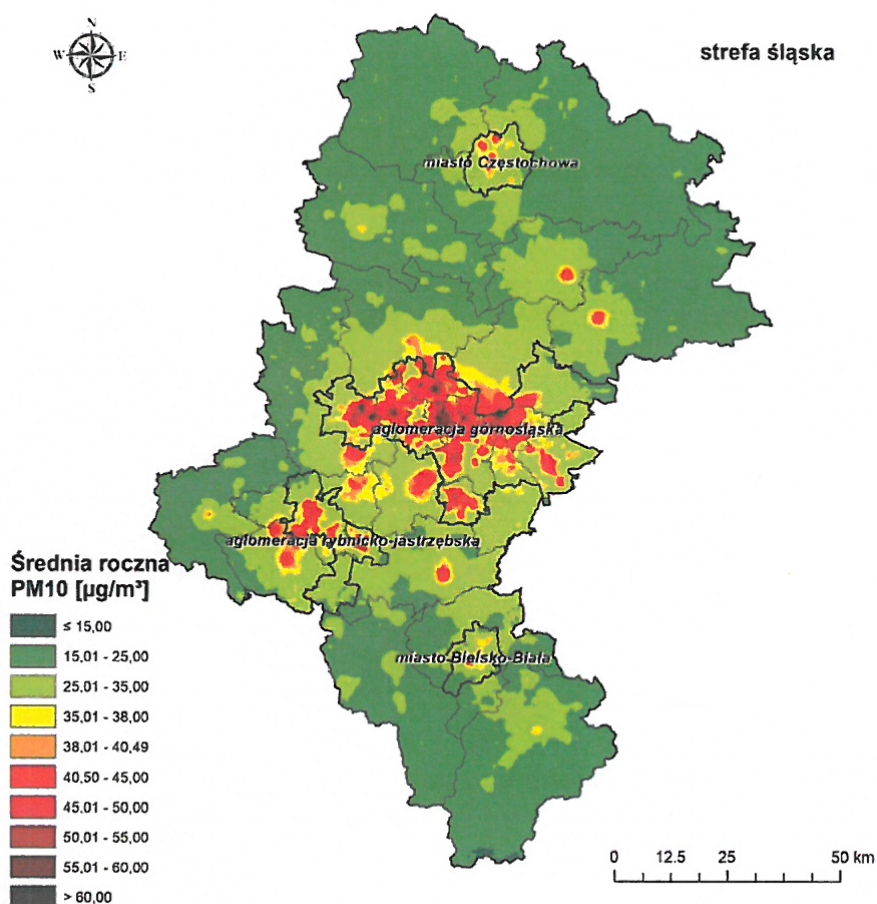 N
W E
S
strefa śląska
miasto Częstochowa
aglomeracja górnośląska
aglomeracja rybnicko-jastrzębska
miasto Bielsko-Biała
Średnia roczna
PM10 [µg/m³]
≤ 15,00
15,01 - 25,00
25,01 - 35,00
35,01 - 38,00
38,01 - 40,49
40,50 - 45,00
45,01 - 50,00
50,01 - 55,00
55,01 - 60,00
> 60,00
0 12.5 25 50 km